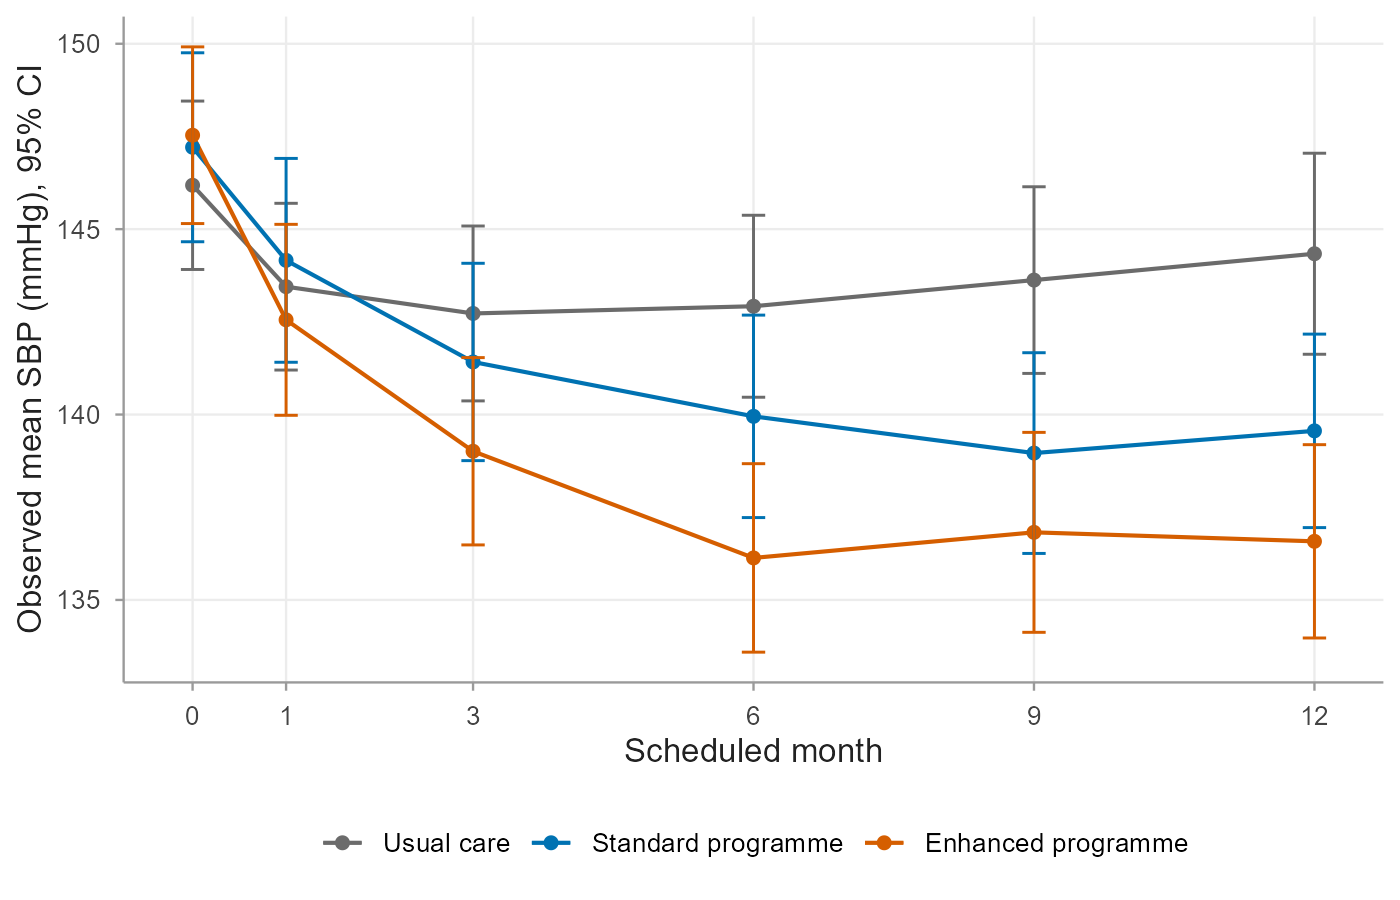 Observed mean SBP (mmHg), 95% CI
150
145
140
135
0 1 3 6 9 12
Scheduled month
Usual care Standard programme Enhanced programme